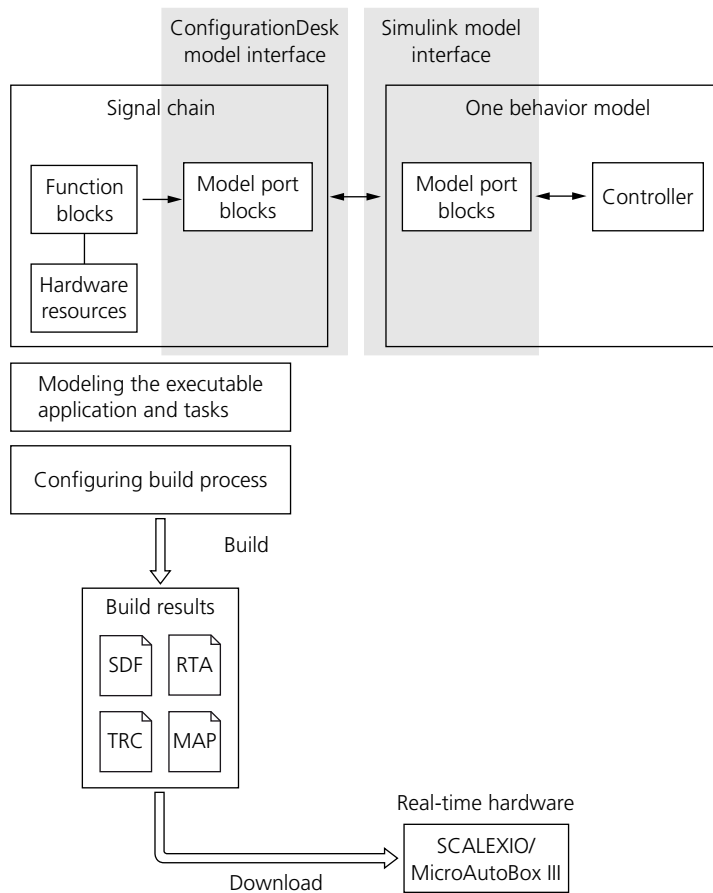 ConfigurationDesk
model interface
Simulink model
interface
Signal chain
One behavior model
Function
blocks
Model port
blocks
Model port
blocks
Controller
Hardware
resources
Modeling the executable
application and tasks
Configuring build process
Build
Build results
SDF
RTA
TRC
MAP
Real-time hardware
SCALEXIO/
MicroAutoBox III
Download